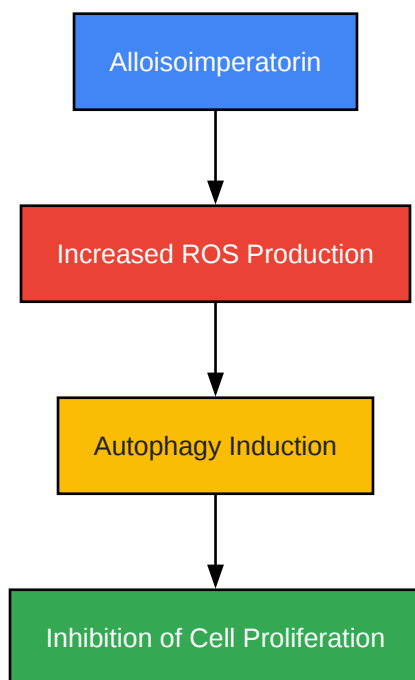 Alloisoimperatorin
Increased ROS Production
Autophagy Induction
Inhibition of Cell Proliferation